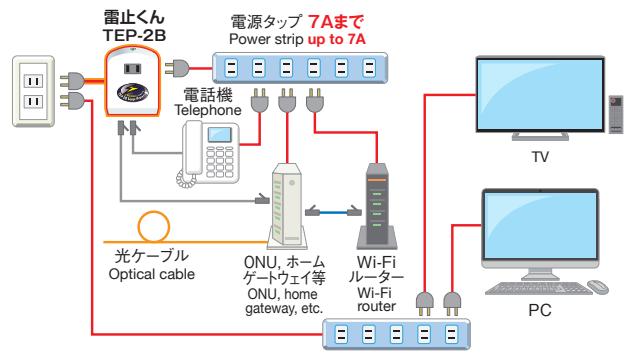 雷止くん
TEP-2B
電源タップ 7Aまで
Power strip up to 7A
電話機
Telephone
TV
光ケーブル
Optical cable
ONU, ホーム
ゲートウェイ等
ONU, home
gateway, etc.
Wi-Fi
ルーター
Wi-Fi
router
PC